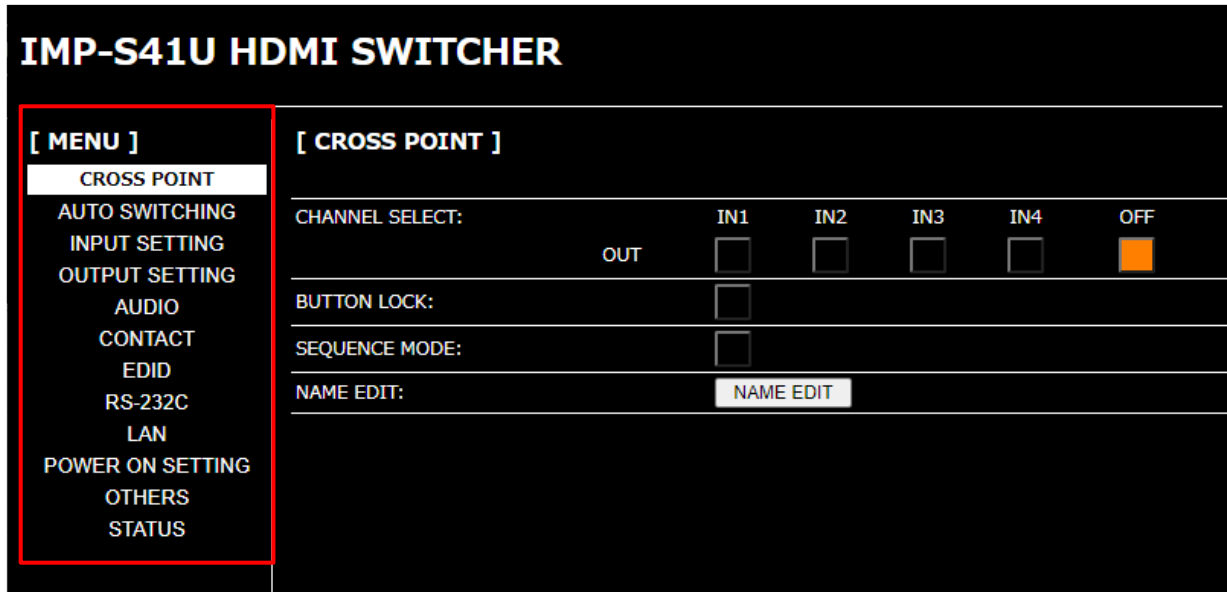 IMP-S41U HDMI SWITCHER
[ MENU ]
CROSS POINT
AUTO SWITCHING
INPUT SETTING
OUTPUT SETTING
AUDIO
CONTACT
EDID
RS-232C
LAN
POWER ON SETTING
OTHERS
STATUS
[ CROSS POINT ]
CHANNEL SELECT: IN1 IN2 IN3 IN4 OFF
OUT
BUTTON LOCK:
SEQUENCE MODE:
NAME EDIT: NAME EDIT